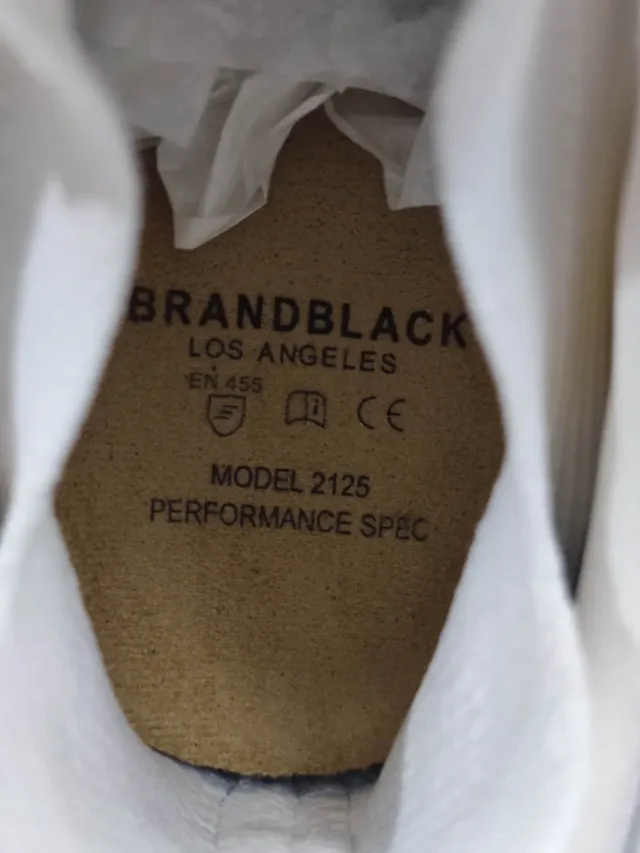 BRANDBLACK
LOS ANGELES
EN 455
i CE
MODEL 2125
PERFORMANCE SPEC